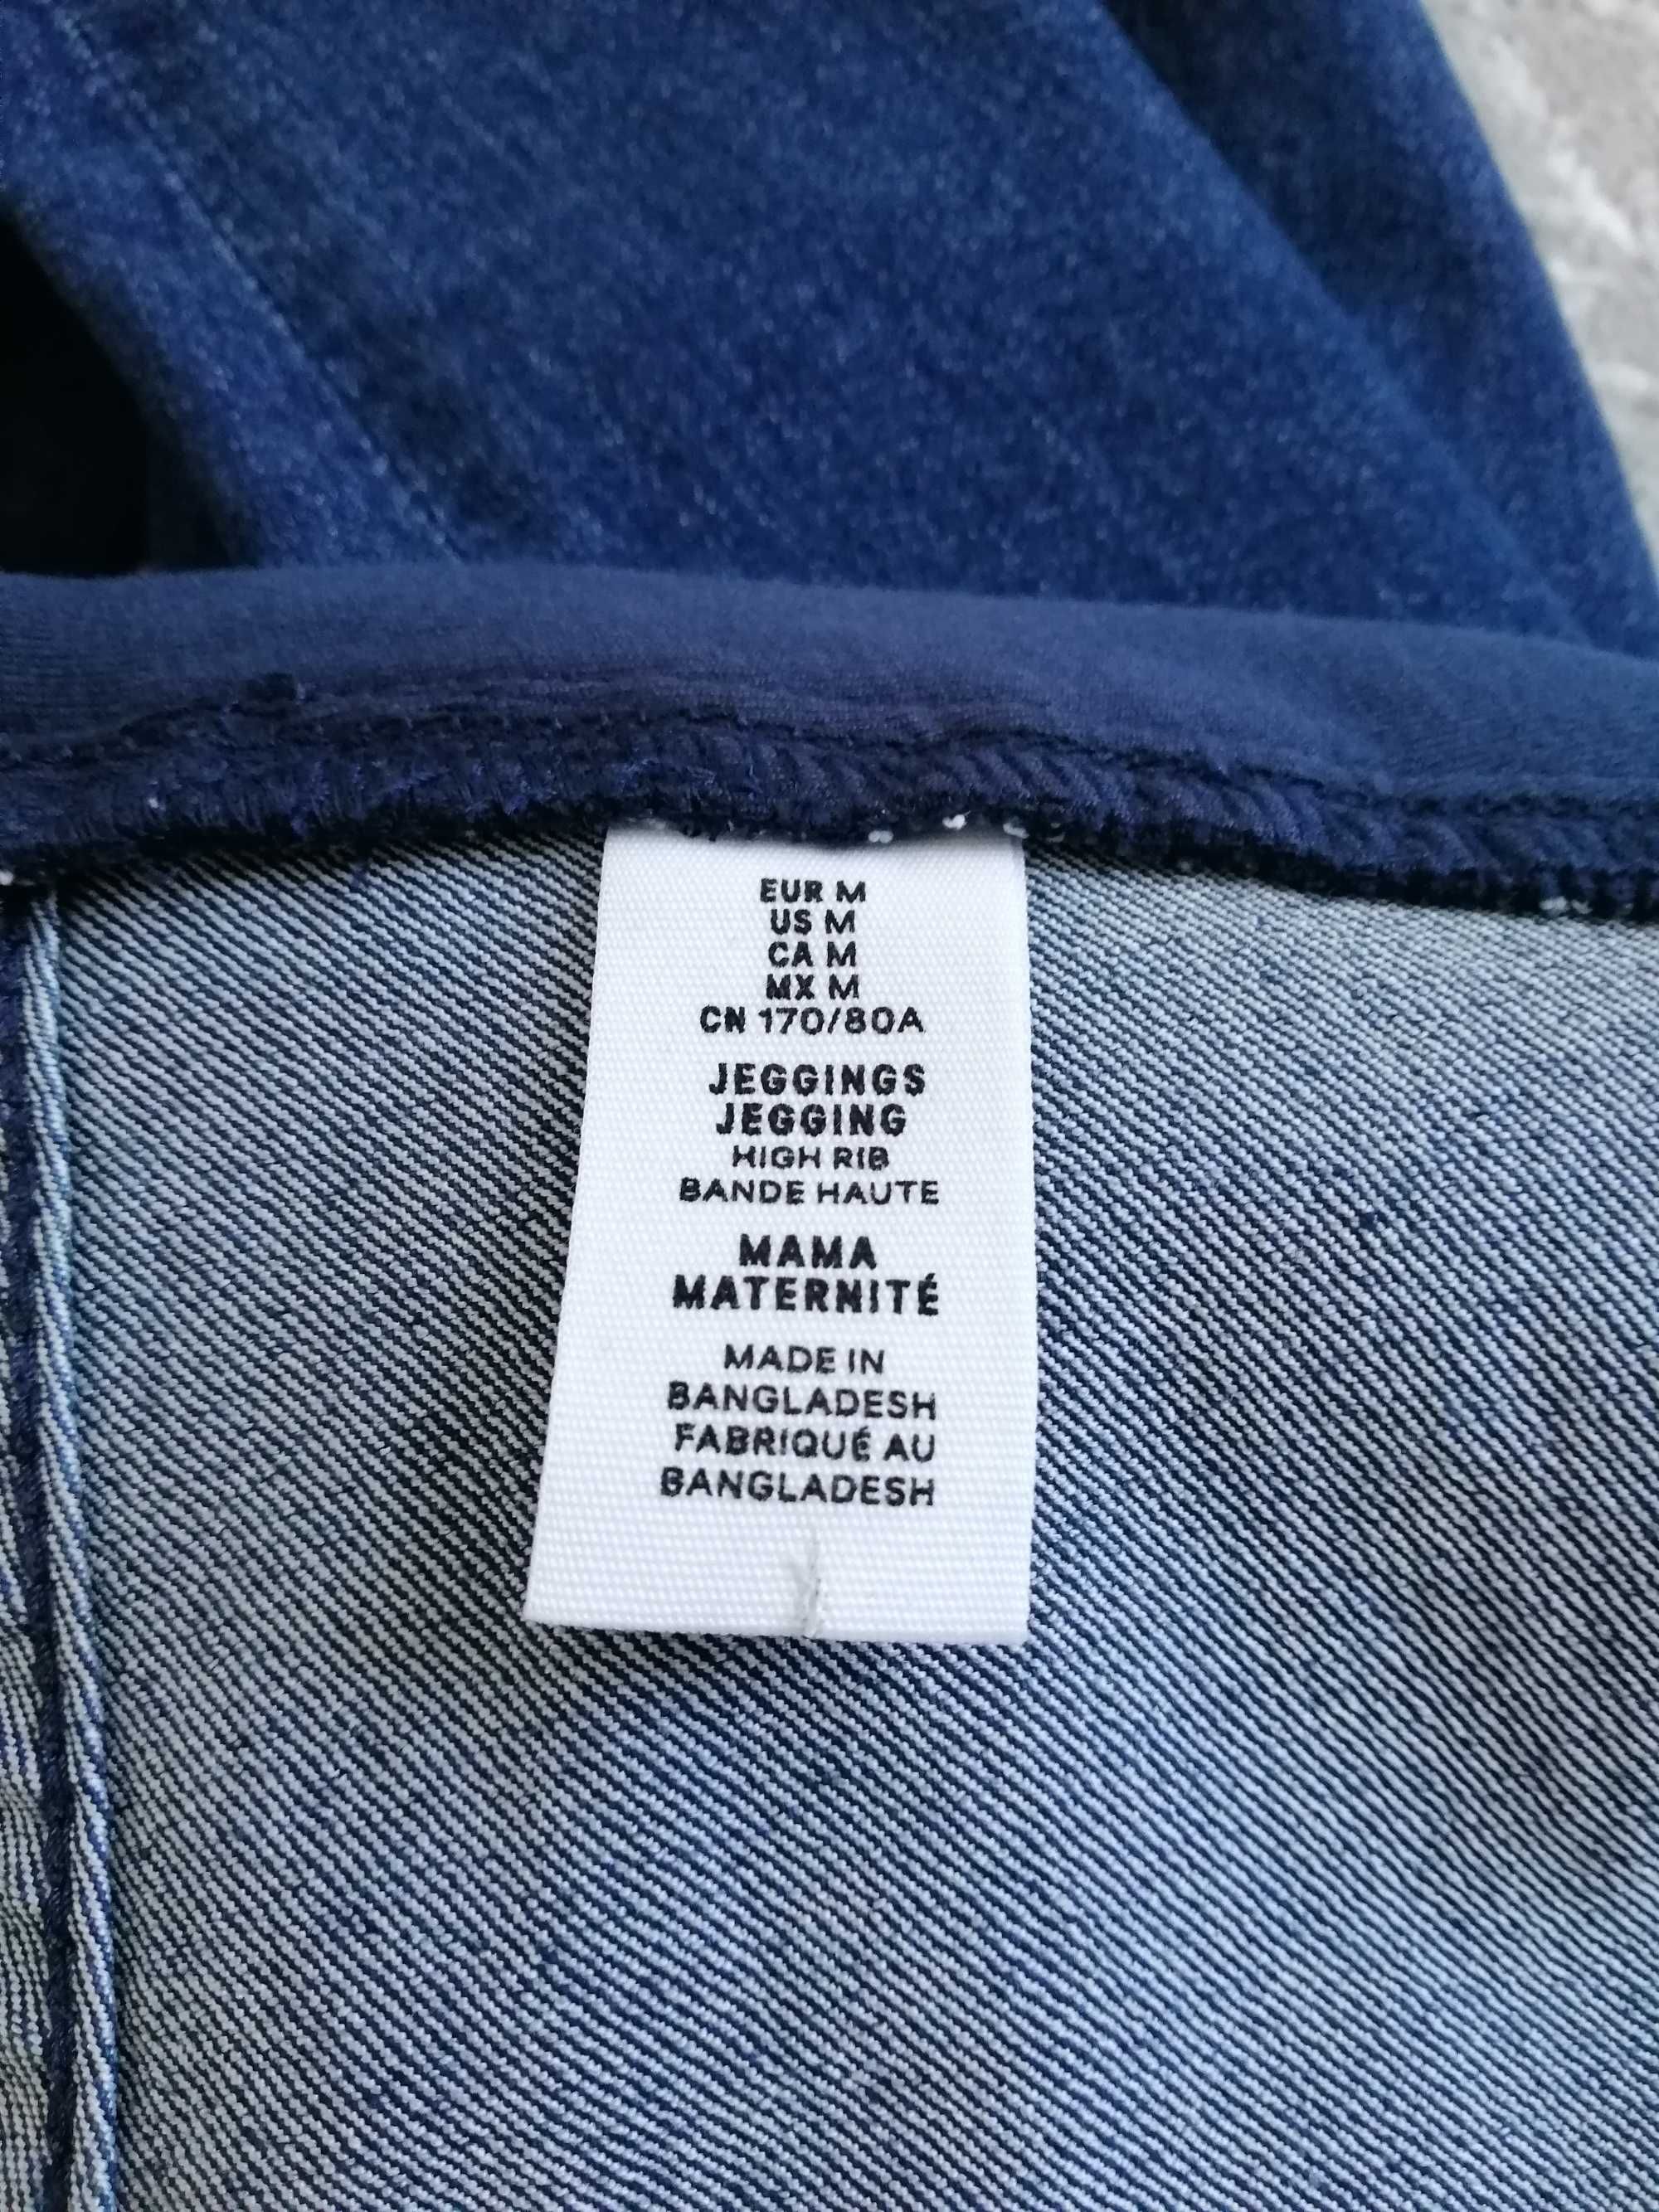 EUR M
US M
CA M
MX M
CN 170/80A
JEGGINGS
JEGGING
HIGH RIB
BANDE HAUTE
MAMA
MATERNITÉ
MADE IN
BANGLADESH
FABRIQUÉ AU
BANGLADESH